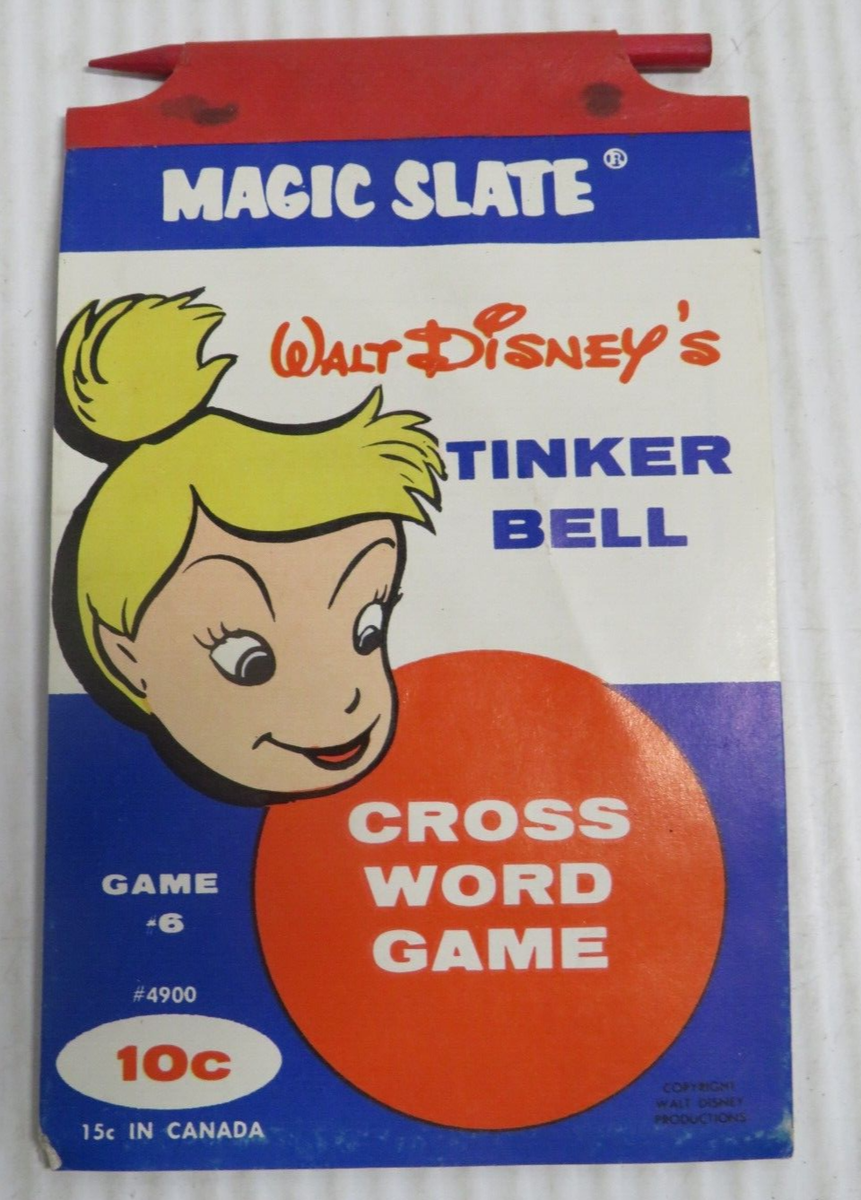 MAGIC SLATE ®
WALT DISNEY'S
TINKER
BELL
CROSS
WORD
GAME
GAME
#6
#4900
10c
15c IN CANADA
COPYRIGHT
WALT DISNEY
PRODUCTIONS